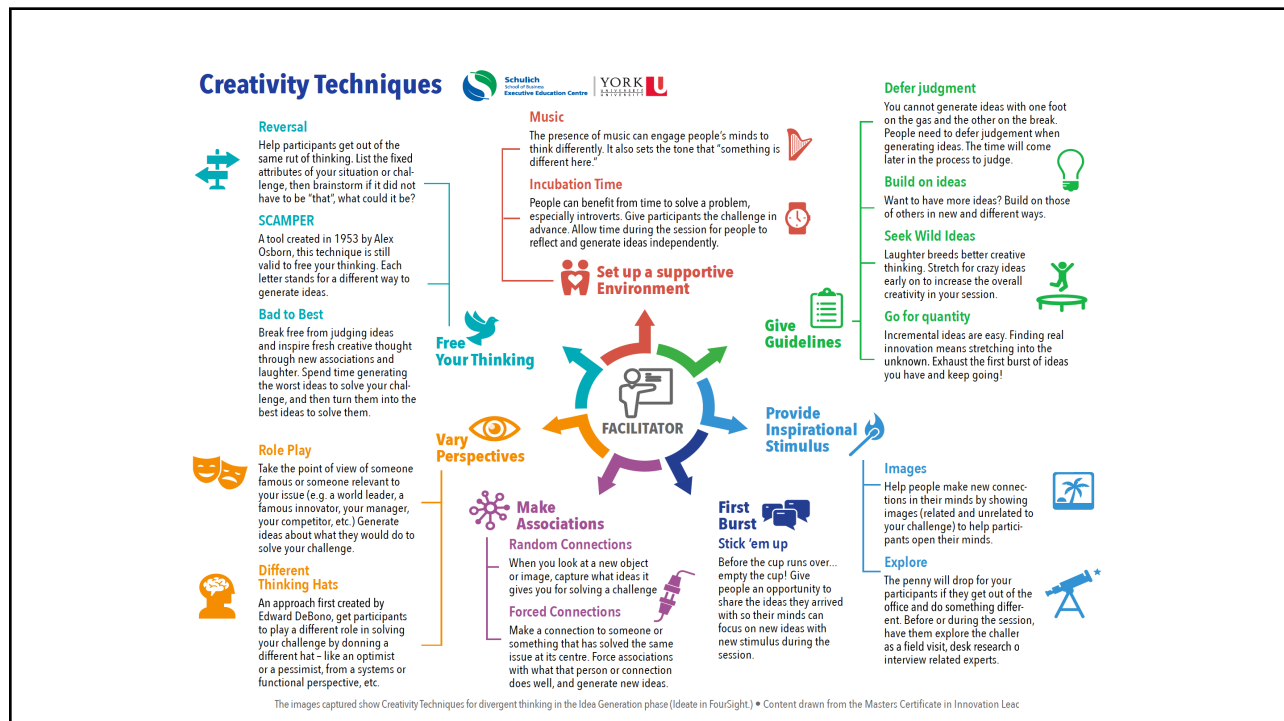 Creativity Techniques
Schulich
School of Business
Executive Education Centre
YORK
UNIVERSITÉ
UNIVERSITY
U
Reversal
Help participants get out of the
same rut of thinking. List the fixed
attributes of your situation or chal-
lenge, then brainstorm if it did not
have to be “that”, what could it be?
SCAMPER
A tool created in 1953 by Alex
Osborn, this technique is still
valid to free your thinking. Each
letter stands for a different way to
generate ideas.
Bad to Best
Break free from judging ideas
and inspire fresh creative thought
through new associations and
laughter. Spend time generating
the worst ideas to solve your chal-
lenge, and then turn them into the
best ideas to solve them.
Free
Your Thinking
Music
The presence of music can engage people’s minds to
think differently. It also sets the tone that “something is
different here.”
Incubation Time
People can benefit from time to solve a problem,
especially introverts. Give participants the challenge in
advance. Allow time during the session for people to
reflect and generate ideas independently.
Set up a supportive
Environment
Defer judgment
You cannot generate ideas with one foot
on the gas and the other on the break.
People need to defer judgement when
generating ideas. The time will come
later in the process to judge.
Build on ideas
Want to have more ideas? Build on those
of others in new and different ways.
Seek Wild Ideas
Laughter breeds better creative
thinking. Stretch for crazy ideas
early on to increase the overall
creativity in your session.
Go for quantity
Incremental ideas are easy. Finding real
innovation means stretching into the
unknown. Exhaust the first burst of ideas
you have and keep going!
Give
Guidelines
FACILITATOR
Vary
Perspectives
Role Play
Take the point of view of someone
famous or someone relevant to
your issue (e.g. a world leader, a
famous innovator, your manager,
your competitor, etc.) Generate
ideas about what they would do to
solve your challenge.
Different
Thinking Hats
An approach first created by
Edward DeBono, get participants
to play a different role in solving
your challenge by donning a
different hat – like an optimist
or a pessimist, from a systems or
functional perspective, etc.
Make
Associations
Random Connections
When you look at a new object
or image, capture what ideas it
gives you for solving a challenge
Forced Connections
Make a connection to someone or
something that has solved the same
issue at its centre. Force associations
with what that person or connection
does well, and generate new ideas.
First
Burst
Stick ’em up
Before the cup runs over...
empty the cup! Give
people an opportunity to
share the ideas they arrived
with so their minds can
focus on new ideas with
new stimulus during the
session.
Provide
Inspirational
Stimulus
Images
Help people make new connec-
tions in their minds by showing
images (related and unrelated to
your challenge) to help partici-
pants open their minds.
Explore
The penny will drop for your
participants if they get out of the
office and do something differ-
ent. Before or during the session,
have them explore the challer
as a field visit, desk research o
interview related experts.
The images captured show Creativity Techniques for divergent thinking in the Idea Generation phase (Ideate in FourSight.) • Content drawn from the Masters Certificate in Innovation Leac